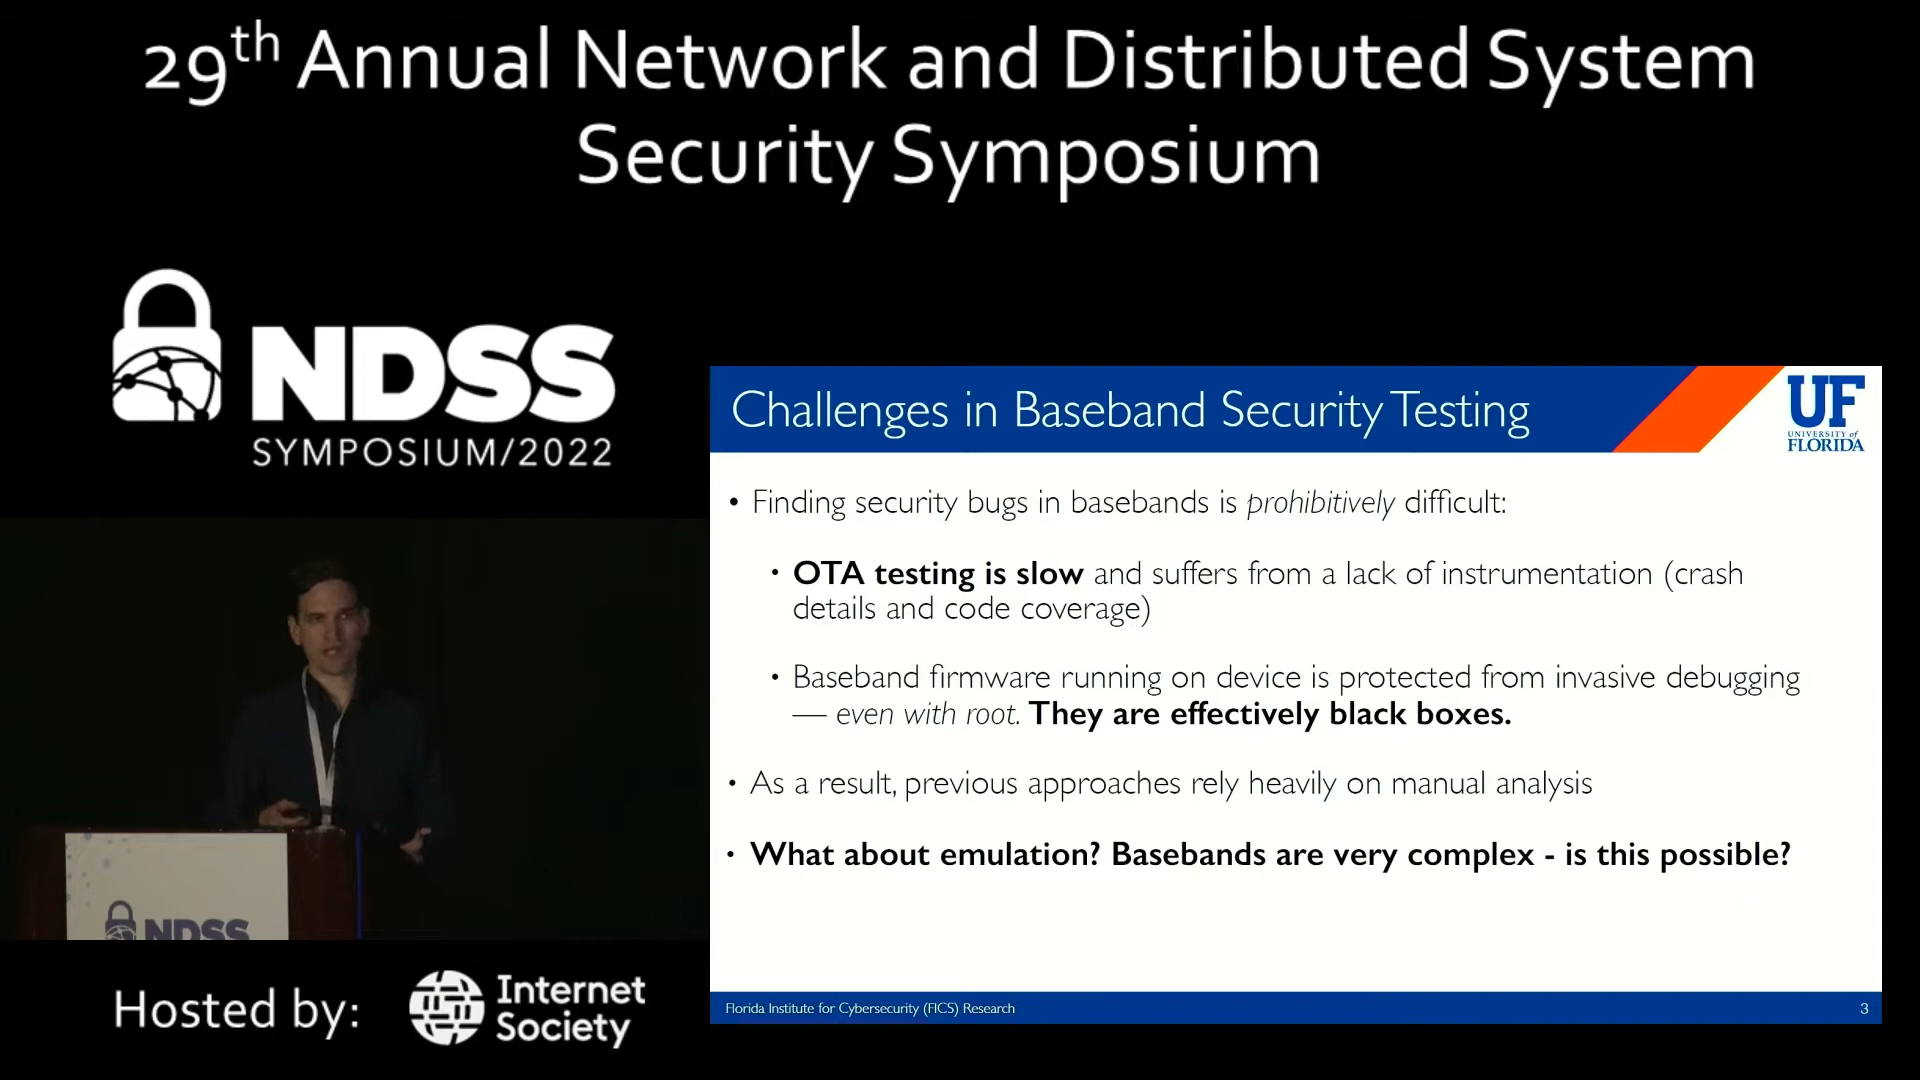 29th Annual Network and Distributed System
Security Symposium
NDSS
SYMPOSIUM/2022
Challenges in Baseband Security Testing
UF
UNIVERSITY of
FLORIDA
• Finding security bugs in basebands is prohibitively difficult:
• OTA testing is slow and suffers from a lack of instrumentation (crash
details and code coverage)
• Baseband firmware running on device is protected from invasive debugging
— even with root. They are effectively black boxes.
• As a result, previous approaches rely heavily on manual analysis
• What about emulation? Basebands are very complex - is this possible?
Florida Institute for Cybersecurity (FICS) Research
3
NDSS
Hosted by:
Internet
Society